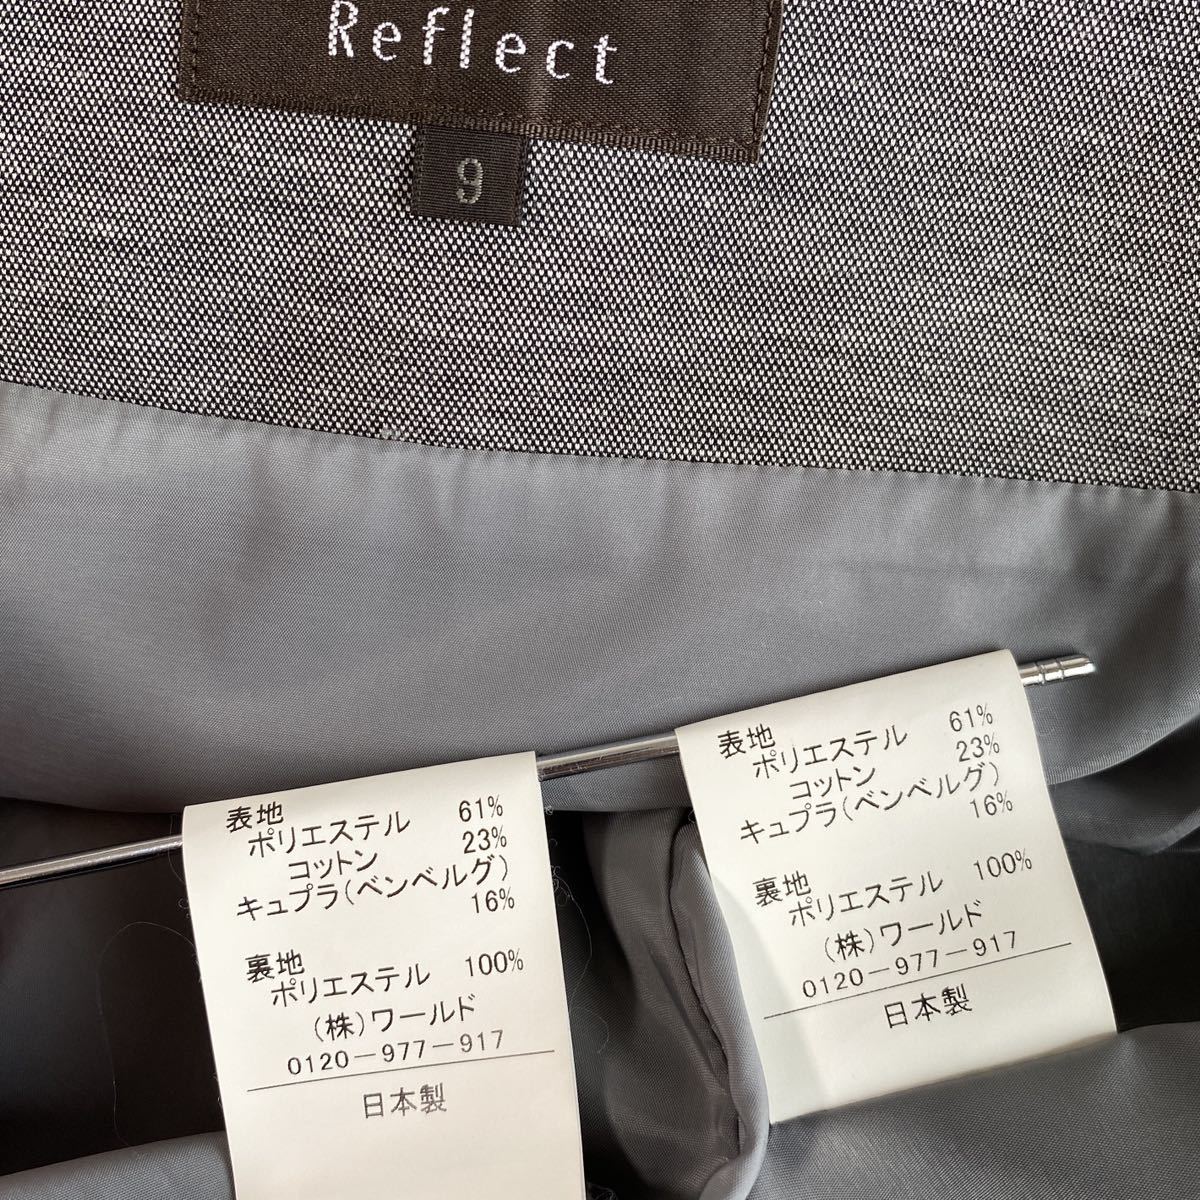 Reflect
9
表地
ポリエステル 61%
コットン 23%
キュプラ(ベンベルグ)
16%
裏地
ポリエステル 100%
(株)ワールド
0120-977-917
日本製
表地
ポリエステル 61%
コットン 23%
キュプラ(ベンベルグ)
16%
裏地
ポリエステル 100%
(株)ワールド
0120-977-917
日本製